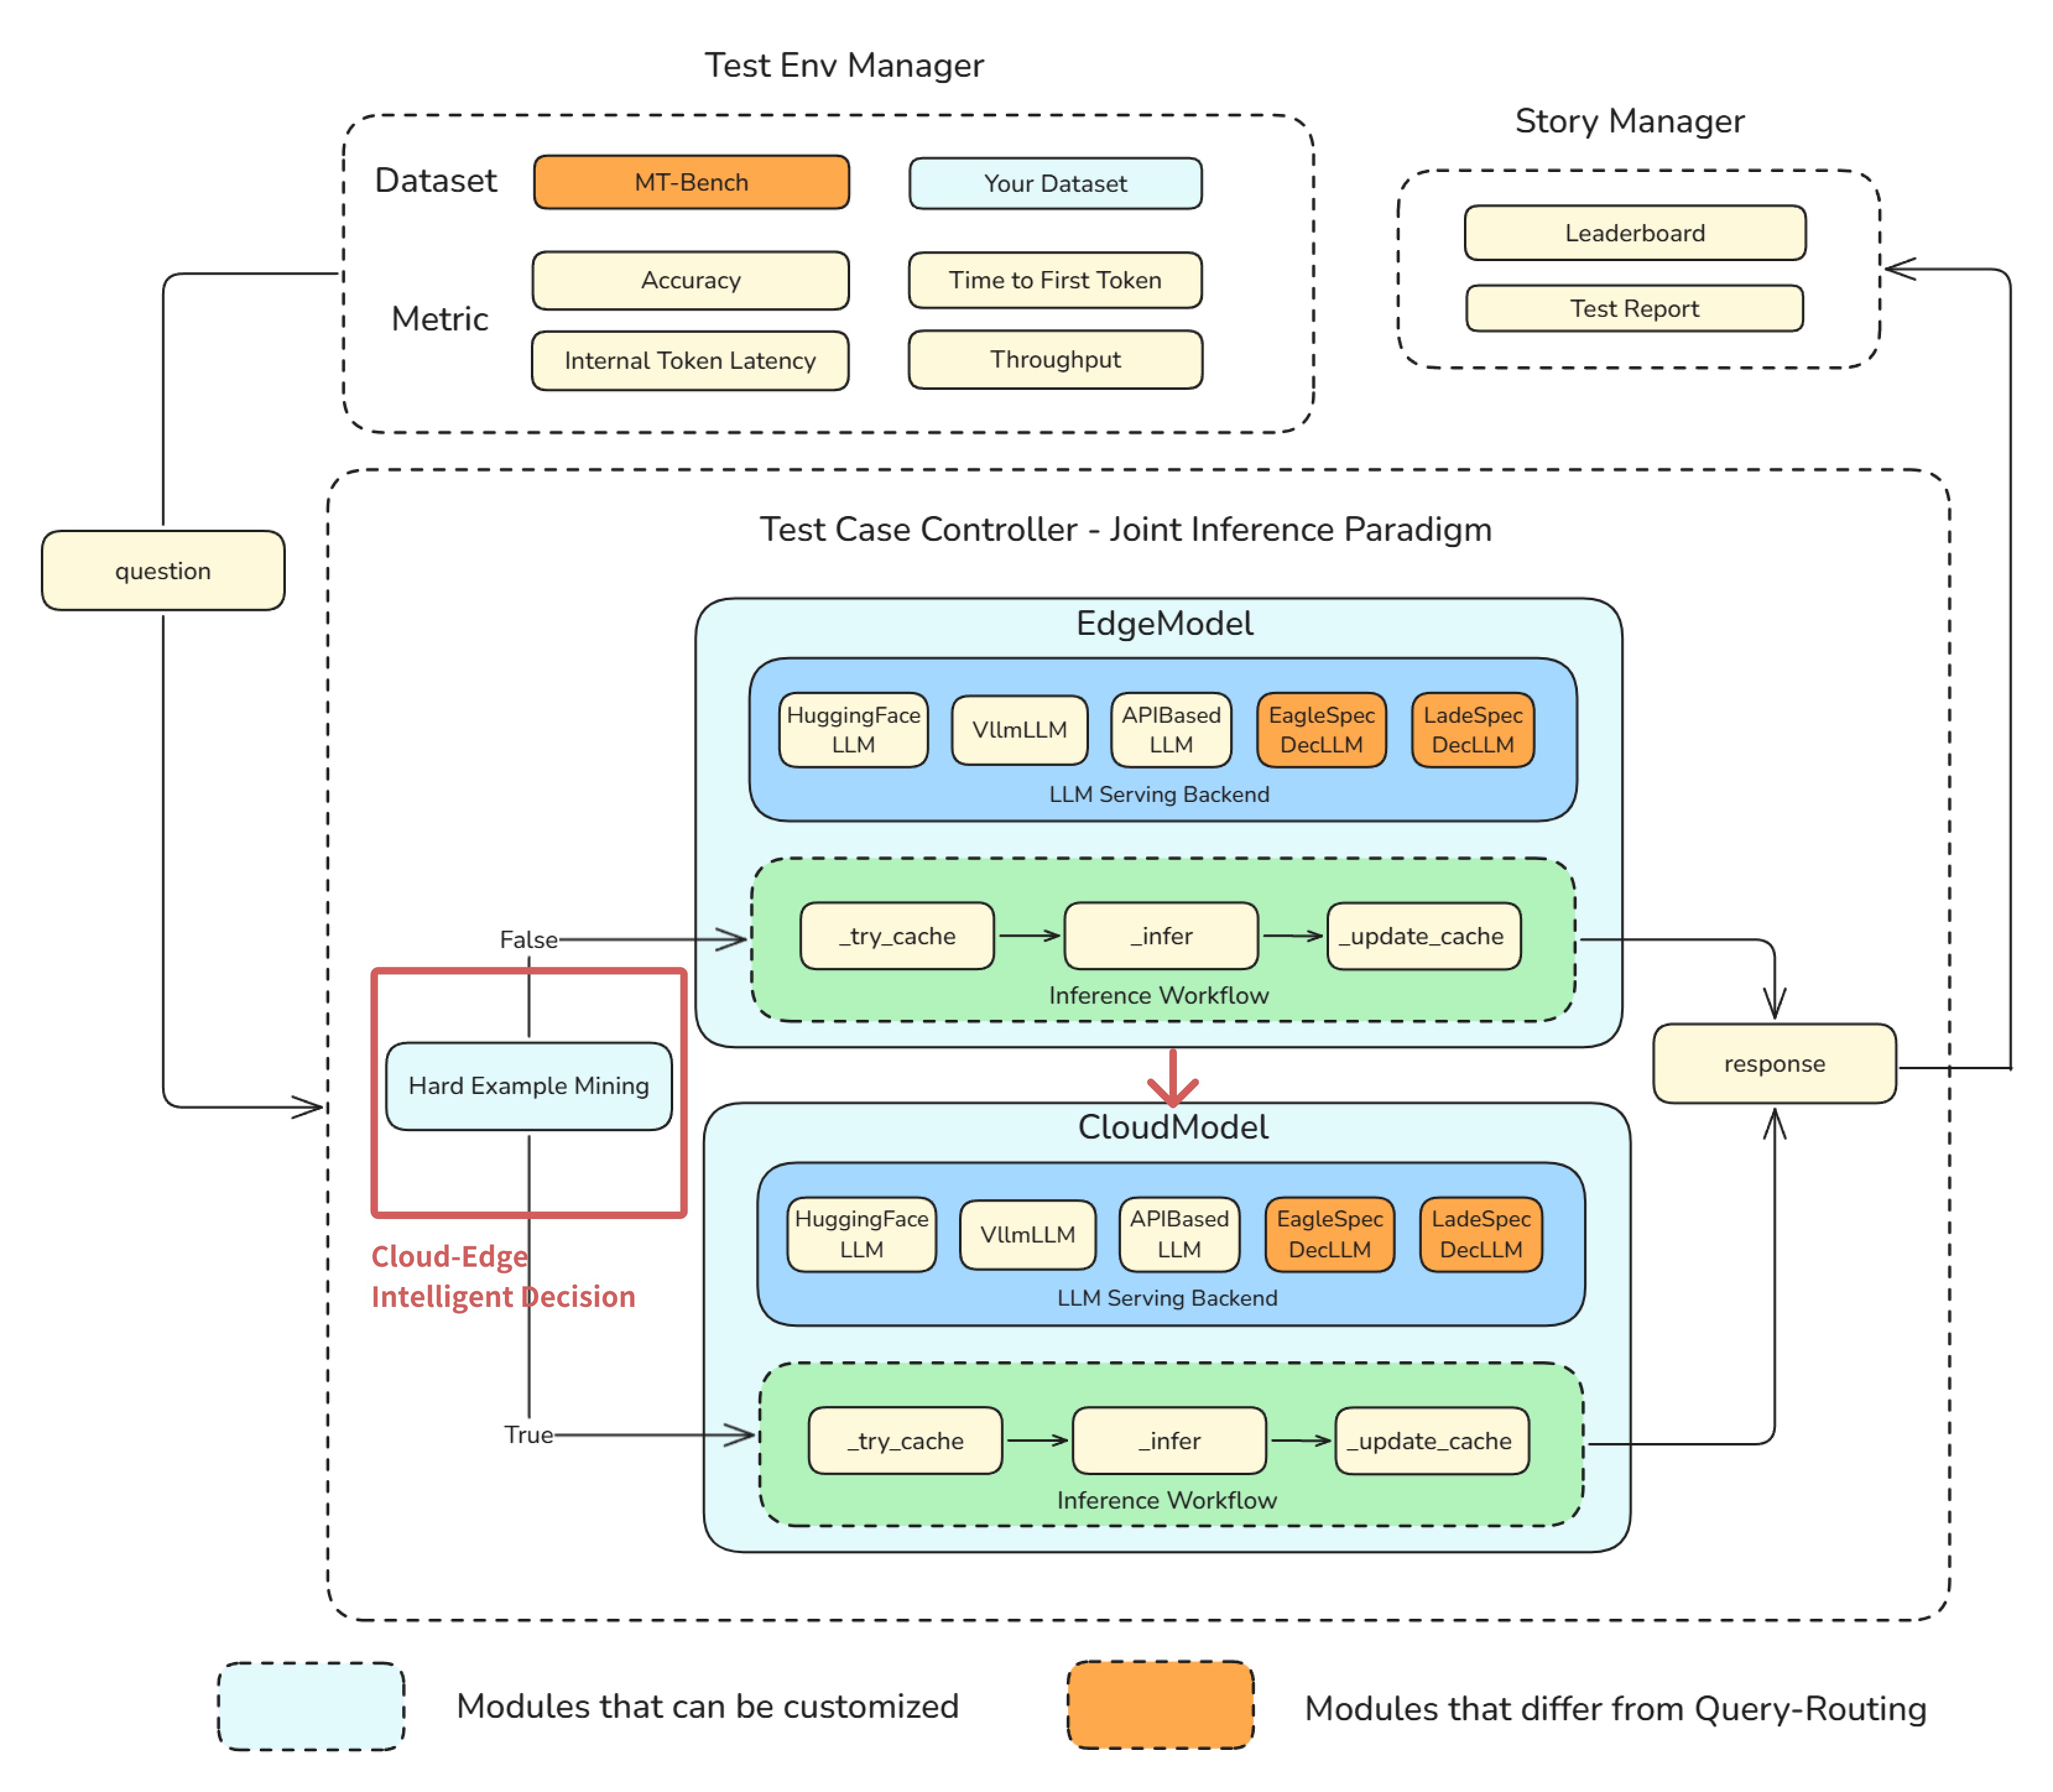 Test Env Manager
Story Manager
Dataset
MT-Bench
Your Dataset
Metric
Accuracy
Time to First Token
Internal Token Latency
Throughput
Leaderboard
Test Report
question
Test Case Controller - Joint Inference Paradigm
EdgeModel
HuggingFace
LLM
VllmLLM
APIBased
LLM
EagleSpec
DecLLM
LadeSpec
DecLLM
LLM Serving Backend
False
_try_cache
_infer
_update_cache
Inference Workflow
Hard Example Mining
response
Cloud-Edge
Intelligent Decision
CloudModel
HuggingFace
LLM
VllmLLM
APIBased
LLM
EagleSpec
DecLLM
LadeSpec
DecLLM
LLM Serving Backend
True
_try_cache
_infer
_update_cache
Inference Workflow
Modules that can be customized
Modules that differ from Query-Routing